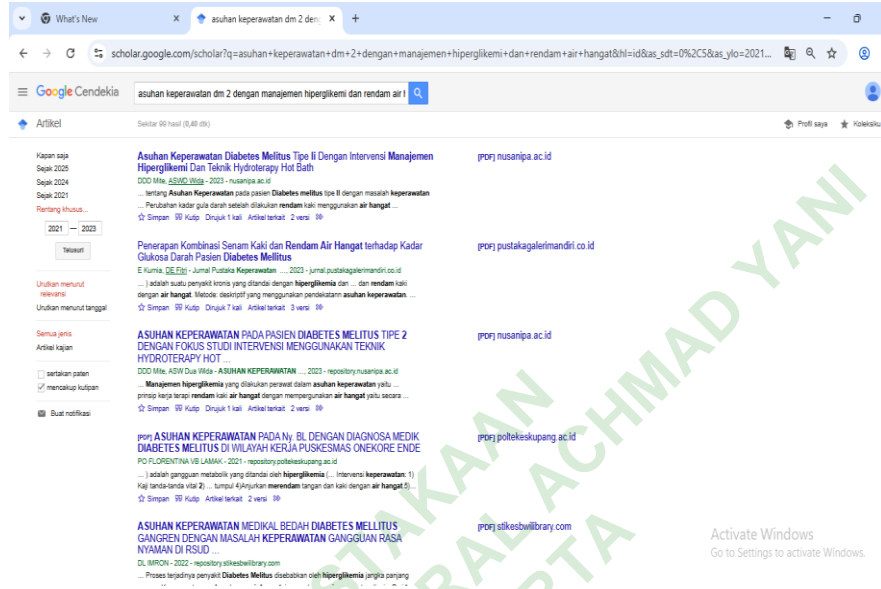 What's New
asuhan keperawatan dm 2 den
scholar.google.com/scholar?q=asuhan+keperawatan+dm+2+dengan+manajemen+hiperglikemi+dan+rendam+air+hangat&hl=id&as_sdt=0%2C5&as_ylo=2021...
Google Cendekia
asuhan keperawatan dm 2 dengan manajemen hiperglikemi dan rendam air h
Artikel
Sekitar 99 hasil (0,40 dtk)
Profil saya
Koleksiku
Kapan saja
Sejak 2025
Sejak 2024
Sejak 2021
Rentang khusus...
2021 — 2023
Telusuri
Urutkan menurut
relevansi
Urutkan menurut tanggal
Semua jenis
Artikel kajian
sertakan paten
mencakup kutipan
Buat notifikasi
Asuhan Keperawatan Diabetes Melitus Tipe Ii Dengan Intervensi Manajemen
Hiperglikemi Dan Teknik Hydroterapy Hot Bath
[PDF] nusanipa.ac.id
DDD Mite, ASWD Wida - 2023 - nusanipa.ac.id
... tentang Asuhan Keperawatan pada pasien Diabetes melitus tipe II dengan masalah keperawatan
... Perubahan kadar gula darah setelah dilakukan rendam kaki menggunakan air hangat ...
Simpan Kutip Dirujuk 1 kali Artikel terkait 2 versi
Penerapan Kombinasi Senam Kaki dan Rendam Air Hangat terhadap Kadar
Glukosa Darah Pasien Diabetes Mellitus
[PDF] pustakagalerimandiri.co.id
E Kurnia, DE Fitri - Jurnal Pustaka Keperawatan ..., 2023 - jurnal.pustakagalerimandiri.co.id
... ) adalah suatu penyakit kronis yang ditandai dengan hiperglikemia dan ... dan rendam kaki
dengan air hangat. Metode: deskriptif yang menggunakan pendekatann asuhan keperawatan. ...
Simpan Kutip Dirujuk 7 kali Artikel terkait 3 versi
ASUHAN KEPERAWATAN PADA PASIEN DIABETES MELITUS TIPE 2
DENGAN FOKUS STUDI INTERVENSI MENGGUNAKAN TEKNIK
HYDROTERAPY HOT ...
[PDF] nusanipa.ac.id
DDD Mite, ASW Dua Wida - ASUHAN KEPERAWATAN ..., 2023 - repository.nusanipa.ac.id
... Manajemen hiperglikemia yang dilakukan perawat dalam asuhan keperawatan yaitu ...
prinsip kerja terapi rendam kaki air hangat dengan mempergunakan air hangat yaitu secara ...
Simpan Kutip Dirujuk 1 kali Artikel terkait 2 versi
[PDF] ASUHAN KEPERAWATAN PADA Ny. BL DENGAN DIAGNOSA MEDIK
DIABETES MELITUS DI WILAYAH KERJA PUSKESMAS ONEKORE ENDE
[PDF] poltekeskupang.ac.id
PO FLORENTINA VB LAMAK - 2021 - repository.poltekeskupang.ac.id
... ) adalah gangguan metabolik yang ditandai oleh hiperglikemia (... Intervensi keperawatan: 1)
Kaji tanda-tanda vital 2) ... tumpul 4)Anjurkan merendam tangan dan kaki dengan air hangat 5)...
Simpan Kutip Artikel terkait 2 versi
ASUHAN KEPERAWATAN MEDIKAL BEDAH DIABETES MELLITUS
GANGREN DENGAN MASALAH KEPERAWATAN GANGGUAN RASA
NYAMAN DI RSUD ...
[PDF] stikesbwilibrary.com
DL IMRON - 2022 - repository.stikesbwilibrary.com
... Proses terjadinya penyakit Diabetes Melitus disebabkan oleh hiperglikemia jangka panjang
Activate Windows
Go to Settings to activate Windows.
STAKAAN
RAL ACHMAD YANI
RTA